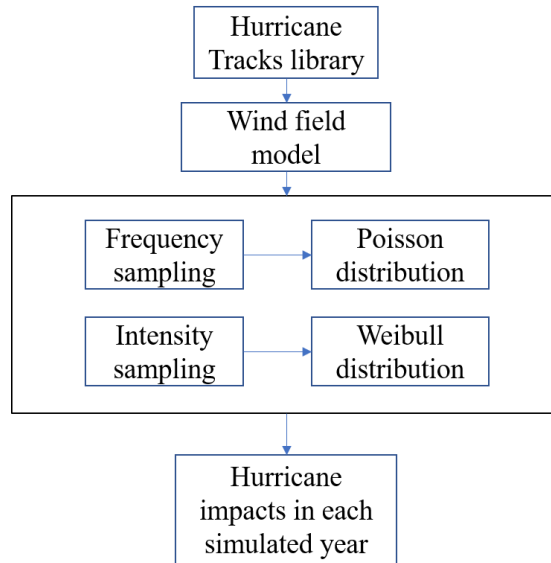 Hurricane
Tracks library
Wind field
model
Frequency
sampling
Poisson
distribution
Intensity
sampling
Weibull
distribution
Hurricane
impacts in each
simulated year